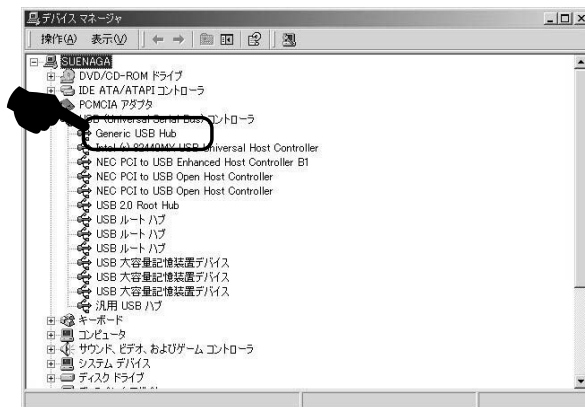 デバイス マネージャ
操作(A) 表示(V)
SUENAGA
DVD/CD-ROM ドライブ
IDE ATA/ATAPI コントローラ
PCMCIA アダプタ
USB (Universal Serial Bus) コントローラ
Generic USB Hub
Intel (r) 82440MX USB Universal Host Controller
NEC PCI to USB Enhanced Host Controller B1
NEC PCI to USB Open Host Controller
NEC PCI to USB Open Host Controller
USB 2.0 Root Hub
USB ルート ハブ
USB ルート ハブ
USB ルート ハブ
USB 大容量記憶装置デバイス
USB 大容量記憶装置デバイス
USB 大容量記憶装置デバイス
汎用 USB ハブ
キーボード
コンピュータ
サウンド、ビデオ、およびゲーム コントローラ
システム デバイス
ディスク ドライブ